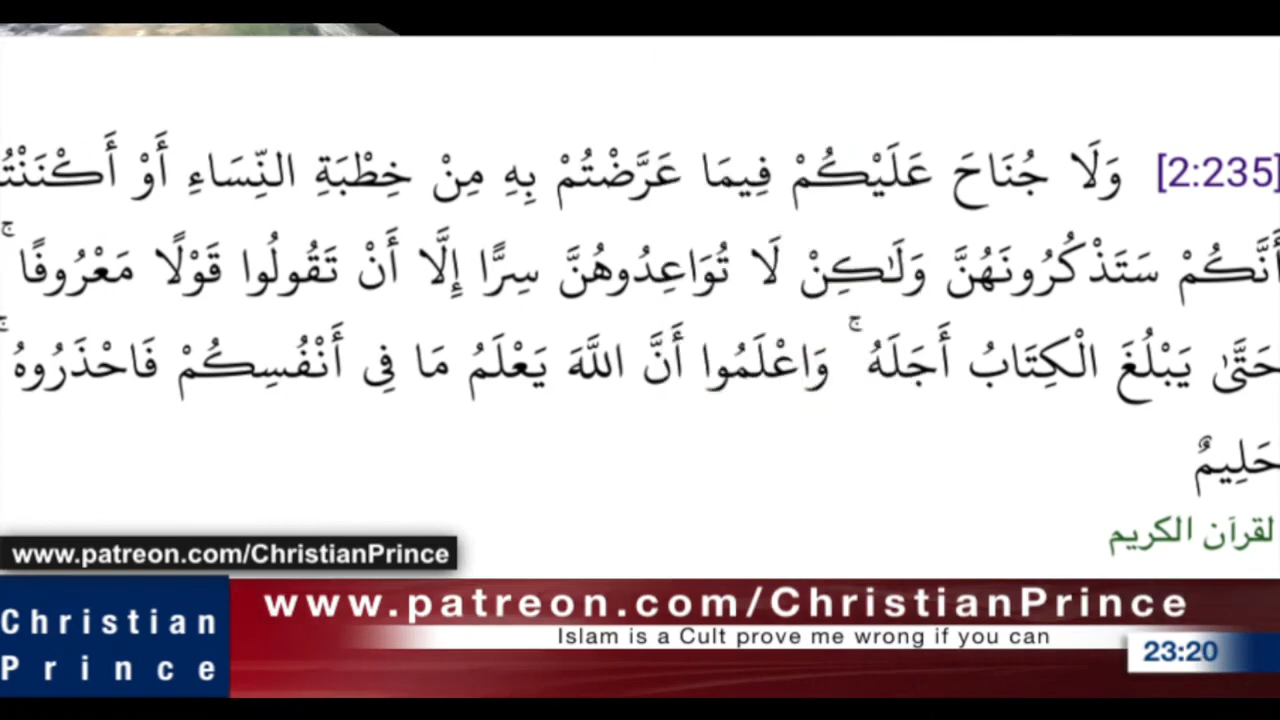 [2:235] وَلَا جُنَاحَ عَلَيْكُمْ فِيمَا عَرَّضْتُمْ بِهِ مِنْ خِطْبَةِ النِّسَاءِ أَوْ أَكْنَنْتُ
أَنَّكُمْ سَتَذْكُرُونَهُنَّ وَلَٰكِنْ لَا تُوَاعِدُوهُنَّ سِرًّا إِلَّا أَنْ تَقُولُوا قَوْلًا مَعْرُوفًا ۚ
حَتَّىٰ يَبْلُغَ الْكِتَابُ أَجَلَهُ ۚ وَاعْلَمُوا أَنَّ اللَّهَ يَعْلَمُ مَا فِي أَنْفُسِكُمْ فَاحْذَرُوهُ ۚ
حَلِيمٌ
لقرآن الكريم
www.patreon.com/ChristianPrince
www.patreon.com/ChristianPrince
Islam is a Cult prove me wrong if you can
Christian
Prince
23:20